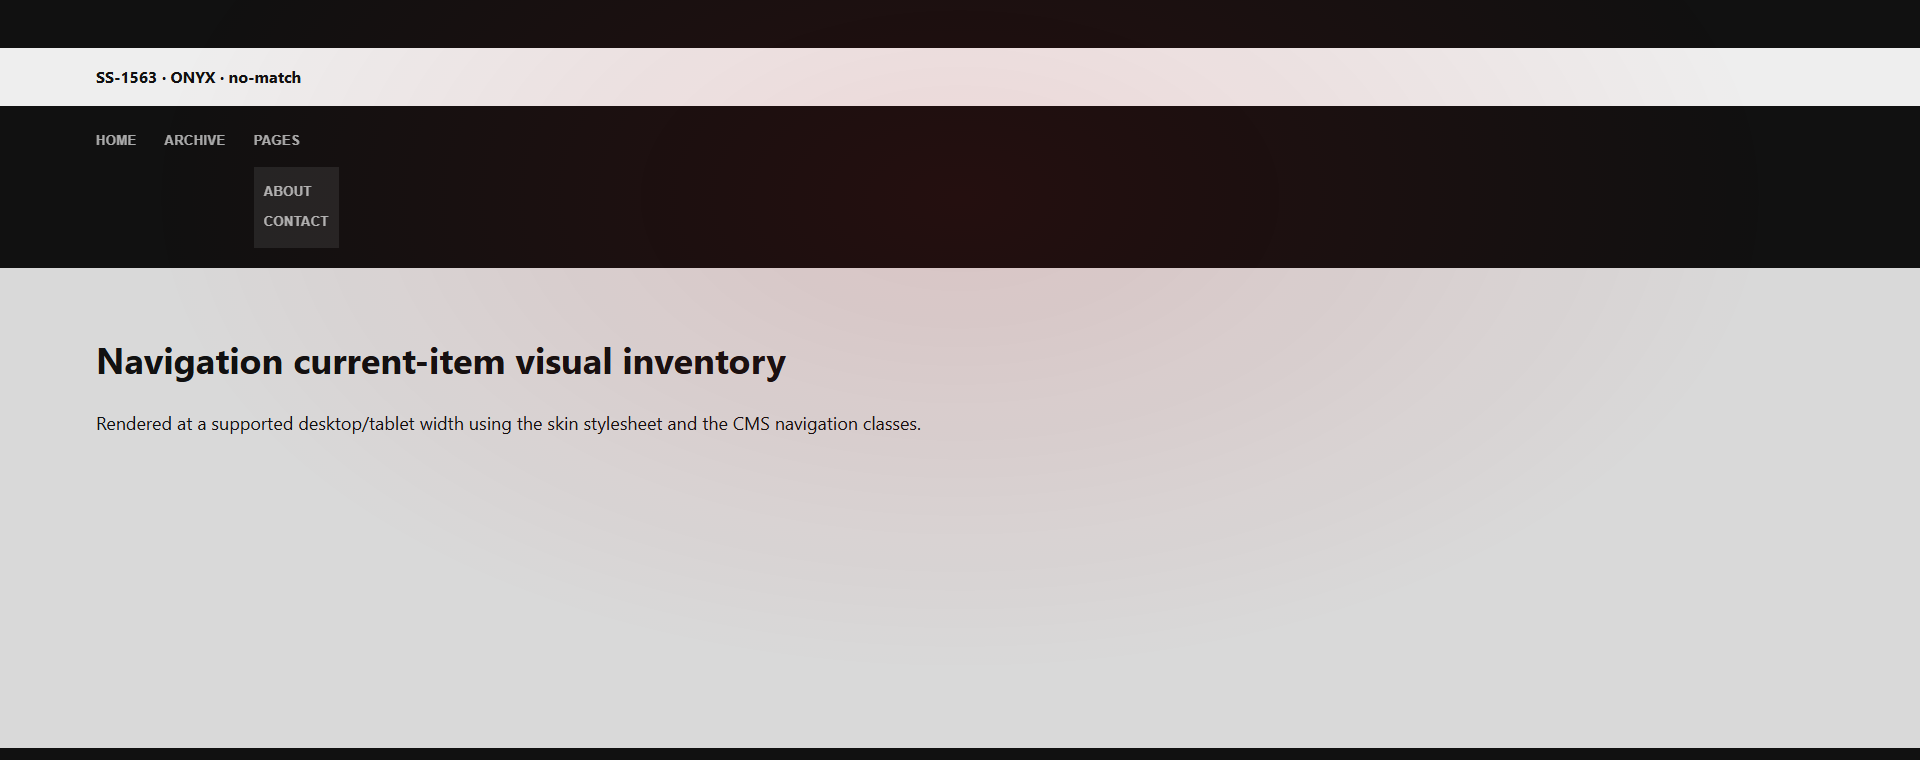 SS-1563 · ONYX · no-match
HOME ARCHIVE PAGES
ABOUT
CONTACT
Navigation current-item visual inventory
Rendered at a supported desktop/tablet width using the skin stylesheet and the CMS navigation classes.